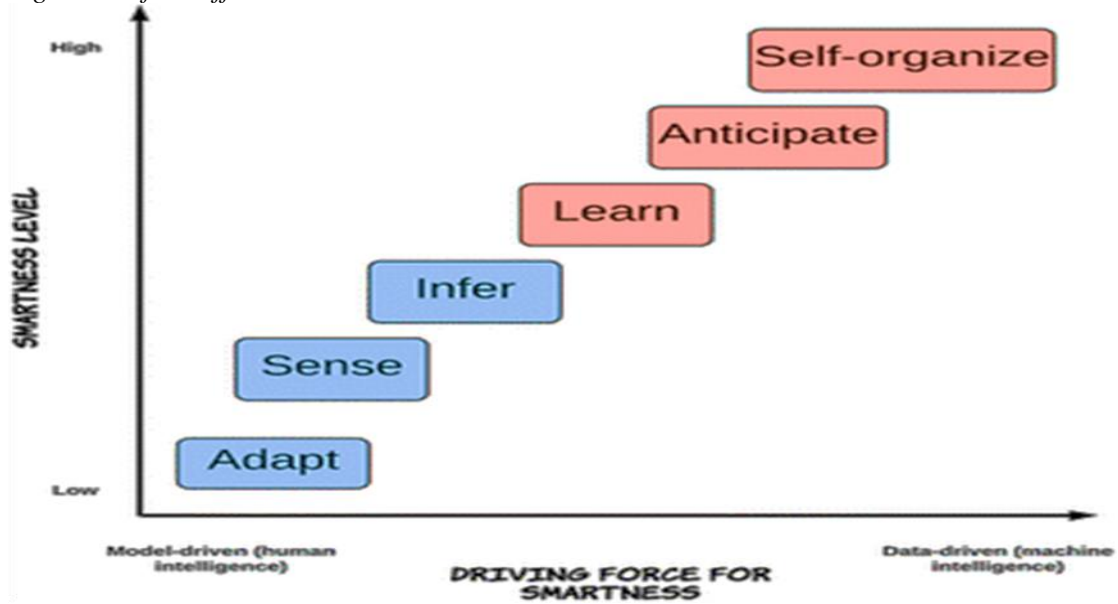 High
Self-organize
Anticipate
Learn
SMARTNESS LEVEL
Infer
Sense
Adapt
Low
Model-driven (human
intelligence)
Data-driven (machine
intelligence)
DRIVING FORCE FOR
SMARTNESS